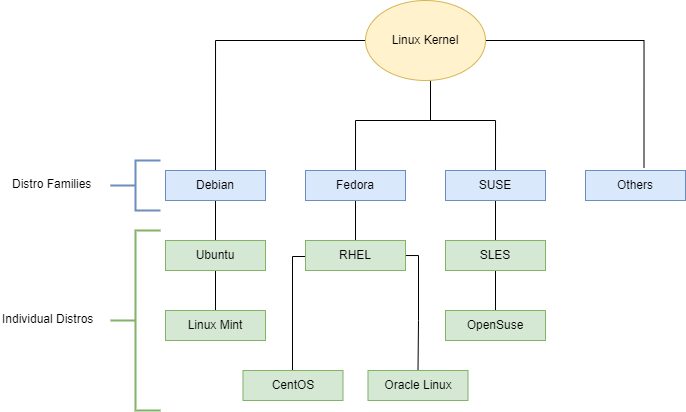 Linux Kernel
Distro Families
Debian
Fedora
SUSE
Others
Ubuntu
RHEL
SLES
Individual Distros
Linux Mint
OpenSuse
CentOS
Oracle Linux